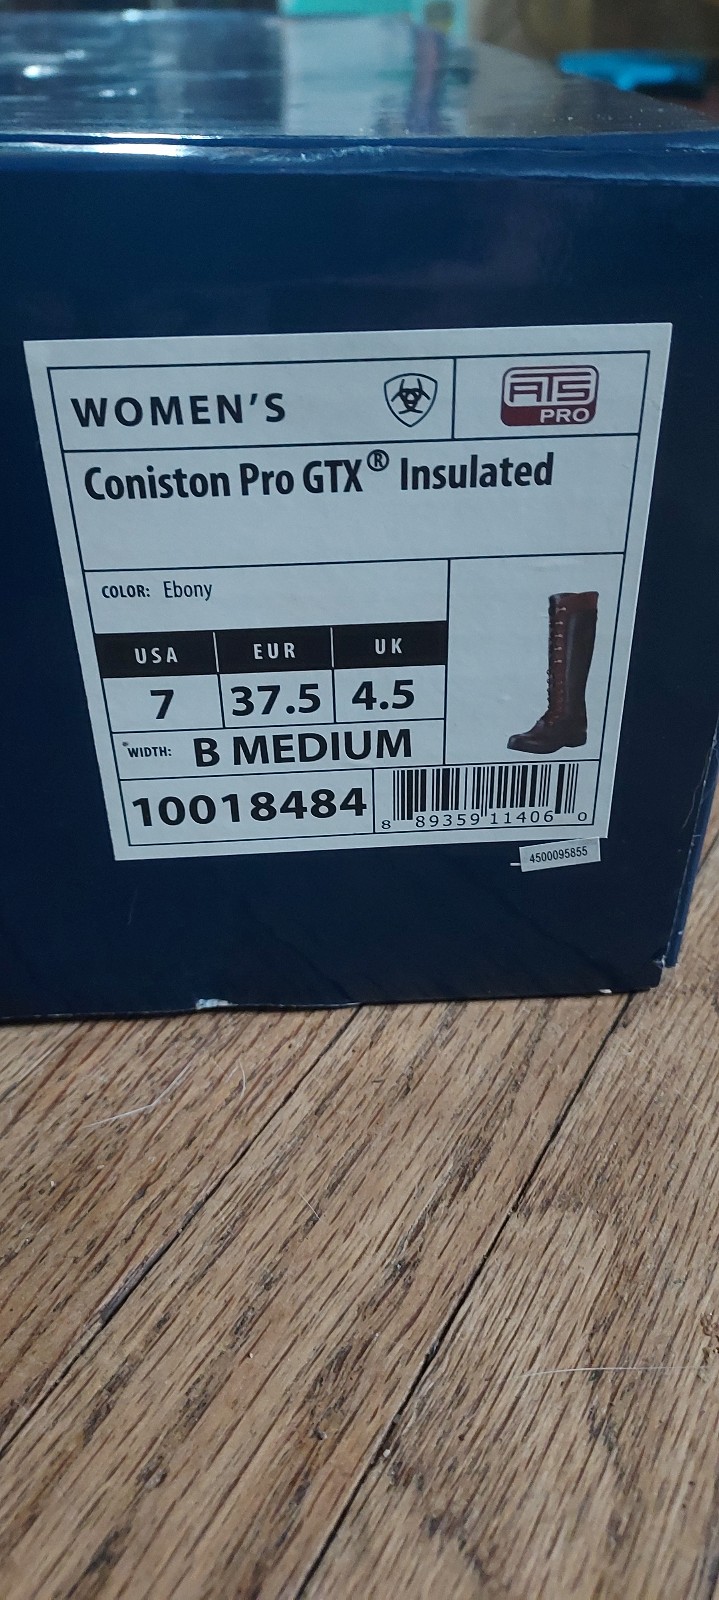 WOMEN'S
ATS
PRO
Coniston Pro GTX® Insulated
COLOR: Ebony
USA EUR UK
7 37.5 4.5
*WIDTH: B MEDIUM
10018484
8 89359 11406 0
4500095855